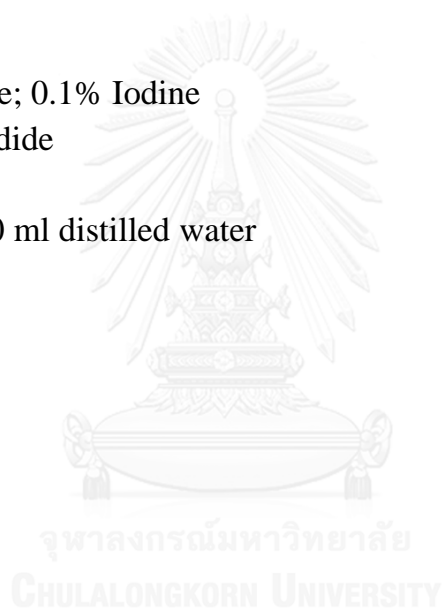 e; 0.1% Iodine
dide
0 ml distilled water
จุฬาลงกรณ์มหาวิทยาลัย
CHULALONGKORN UNIVERSITY